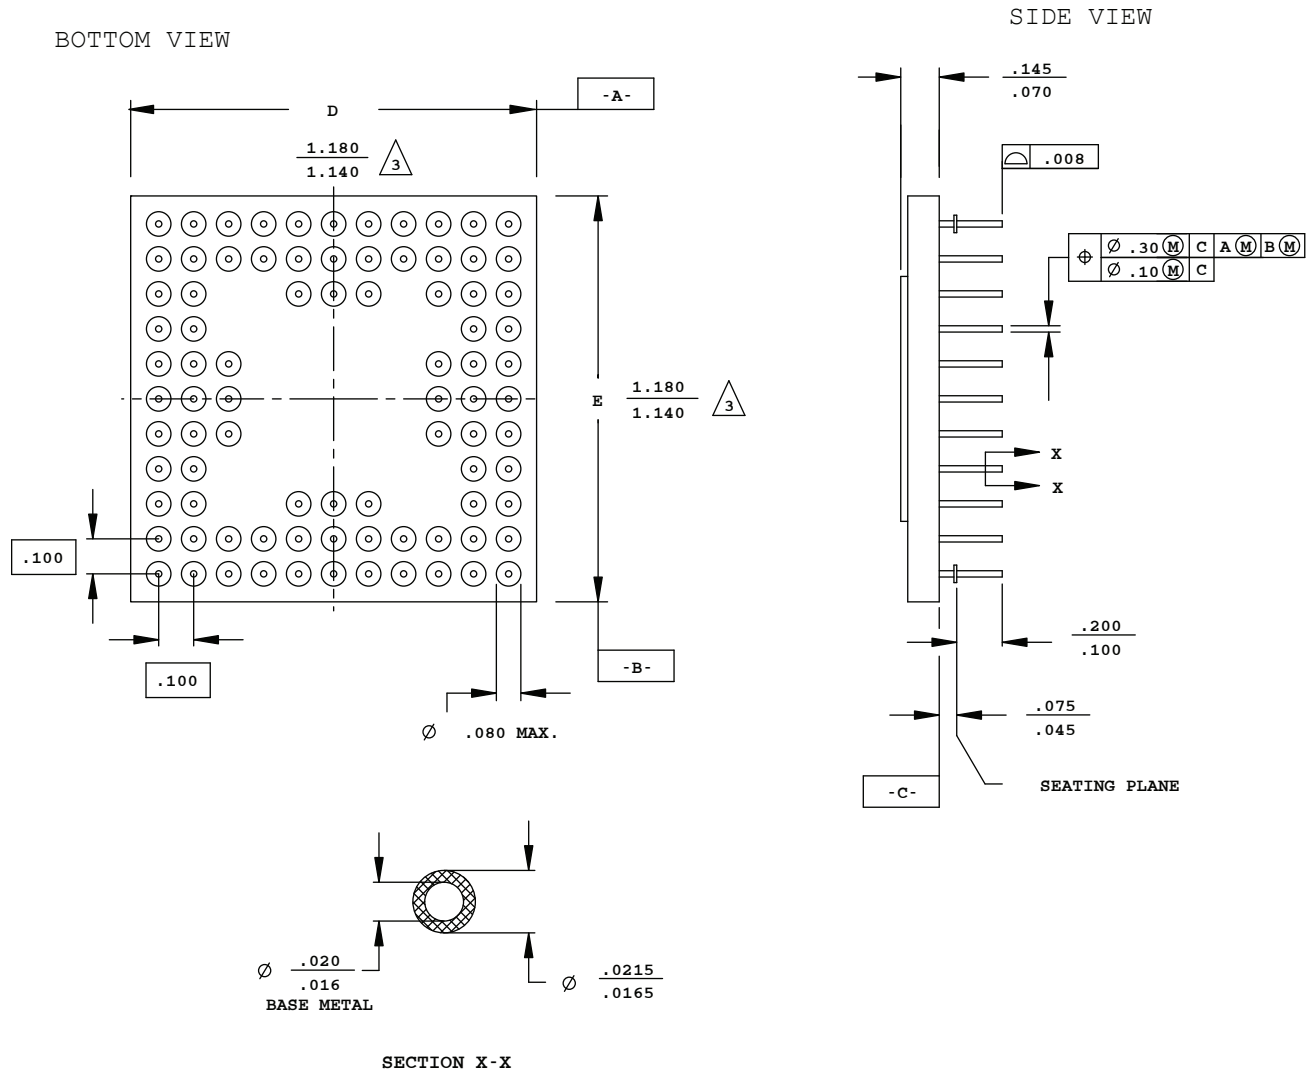 SIDE VIEW
BOTTOM VIEW
.145
.070
-A-
D
1.180
1.140
3
.008
Ø .30 Ⓜ C A Ⓜ B Ⓜ
Ø .10 Ⓜ C
E
1.180
1.140
3
X
X
.100
.100
-B-
.200
.100
Ø .080 MAX.
.075
.045
-C-
SEATING PLANE
Ø .020
.016
BASE METAL
Ø .0215
.0165
SECTION X-X